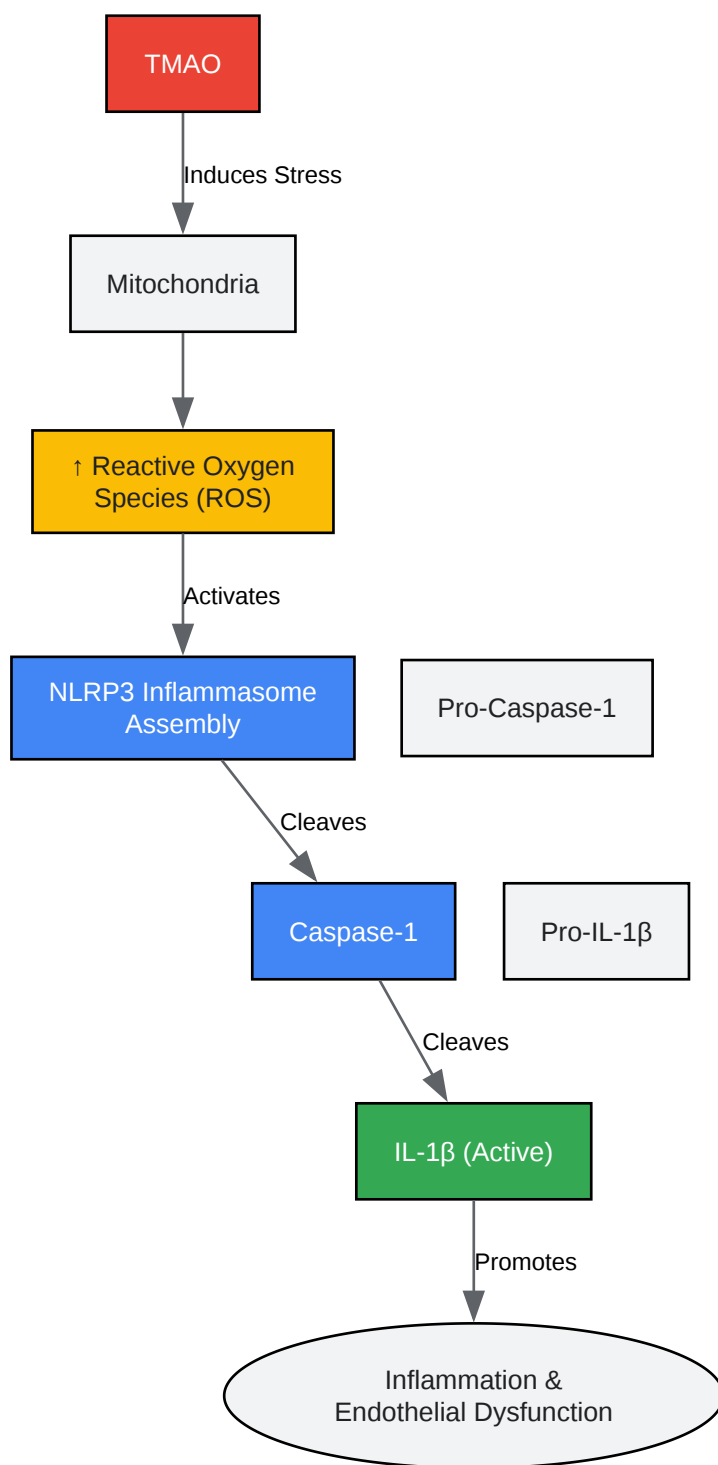 TMAO
Induces Stress
Mitochondria
↑ Reactive Oxygen
Species (ROS)
Activates
NLRP3 Inflammasome
Assembly
Pro-Caspase-1
Cleaves
Caspase-1
Pro-IL-1β
Cleaves
IL-1β (Active)
Promotes
Inflammation &
Endothelial Dysfunction